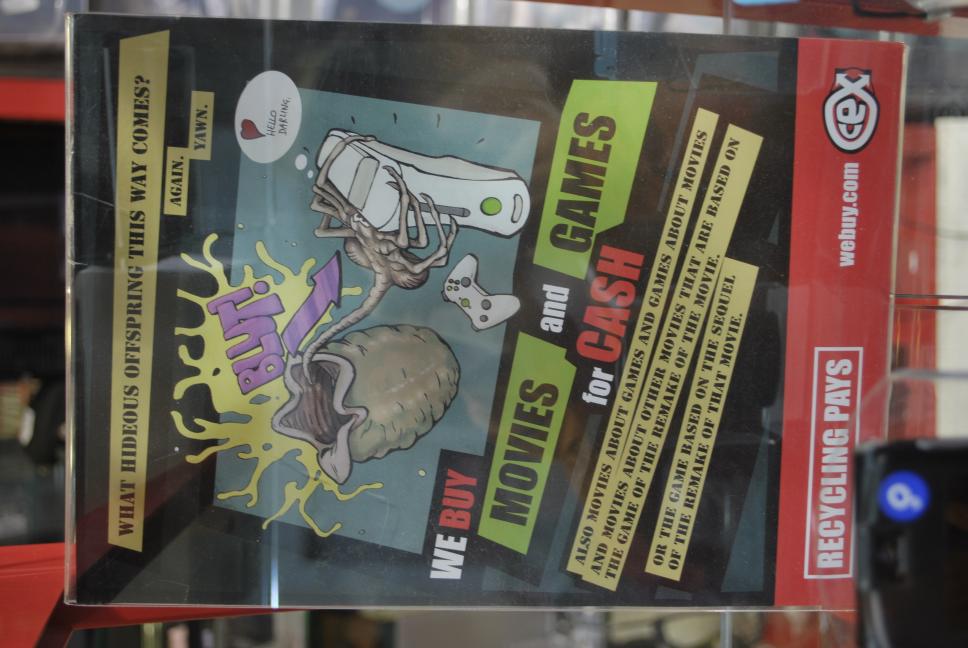 WHAT HIDEOUS OFFSPRING THIS WAY COMES?
AGAIN. YAWN.
HELLO
DARLING.
BLYT!
WE BUY
MOVIES and GAMES
for CASH
ALSO MOVIES ABOUT GAMES AND GAMES ABOUT MOVIES
AND MOVIES ABOUT OTHER MOVIES THAT ARE BASED ON
THE GAME OF THE REMAKE OF THE MOVIE.
OR THE GAME BASED ON THE SEQUEL
OF THE REMAKE OF THAT MOVIE.
RECYCLING PAYS
webuy.com
CeX
9